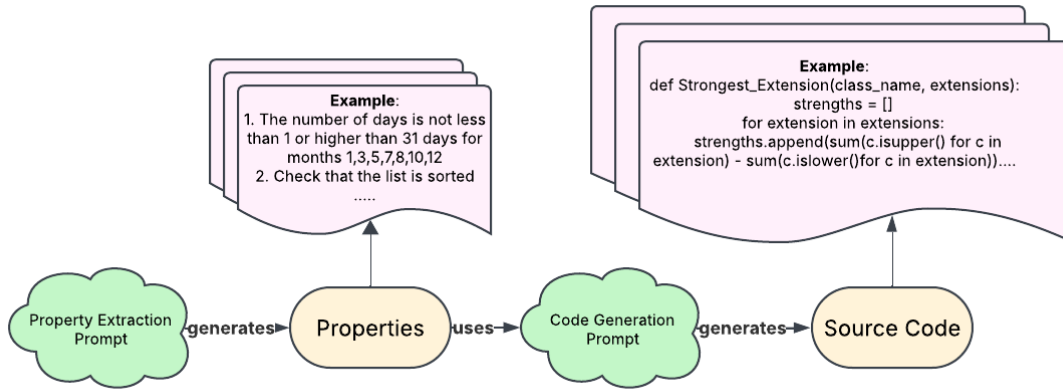 Example:
1. The number of days is not less
than 1 or higher than 31 days for
months 1,3,5,7,8,10,12
2. Check that the list is sorted
.....
Example:
def Strongest_Extension(class_name, extensions):
strengths = []
for extension in extensions:
strengths.append(sum(c.isupper() for c in
extension) - sum(c.islower()for c in extension))....
Property Extraction
Prompt
generates
Properties
uses
Code Generation
Prompt
generates
Source Code